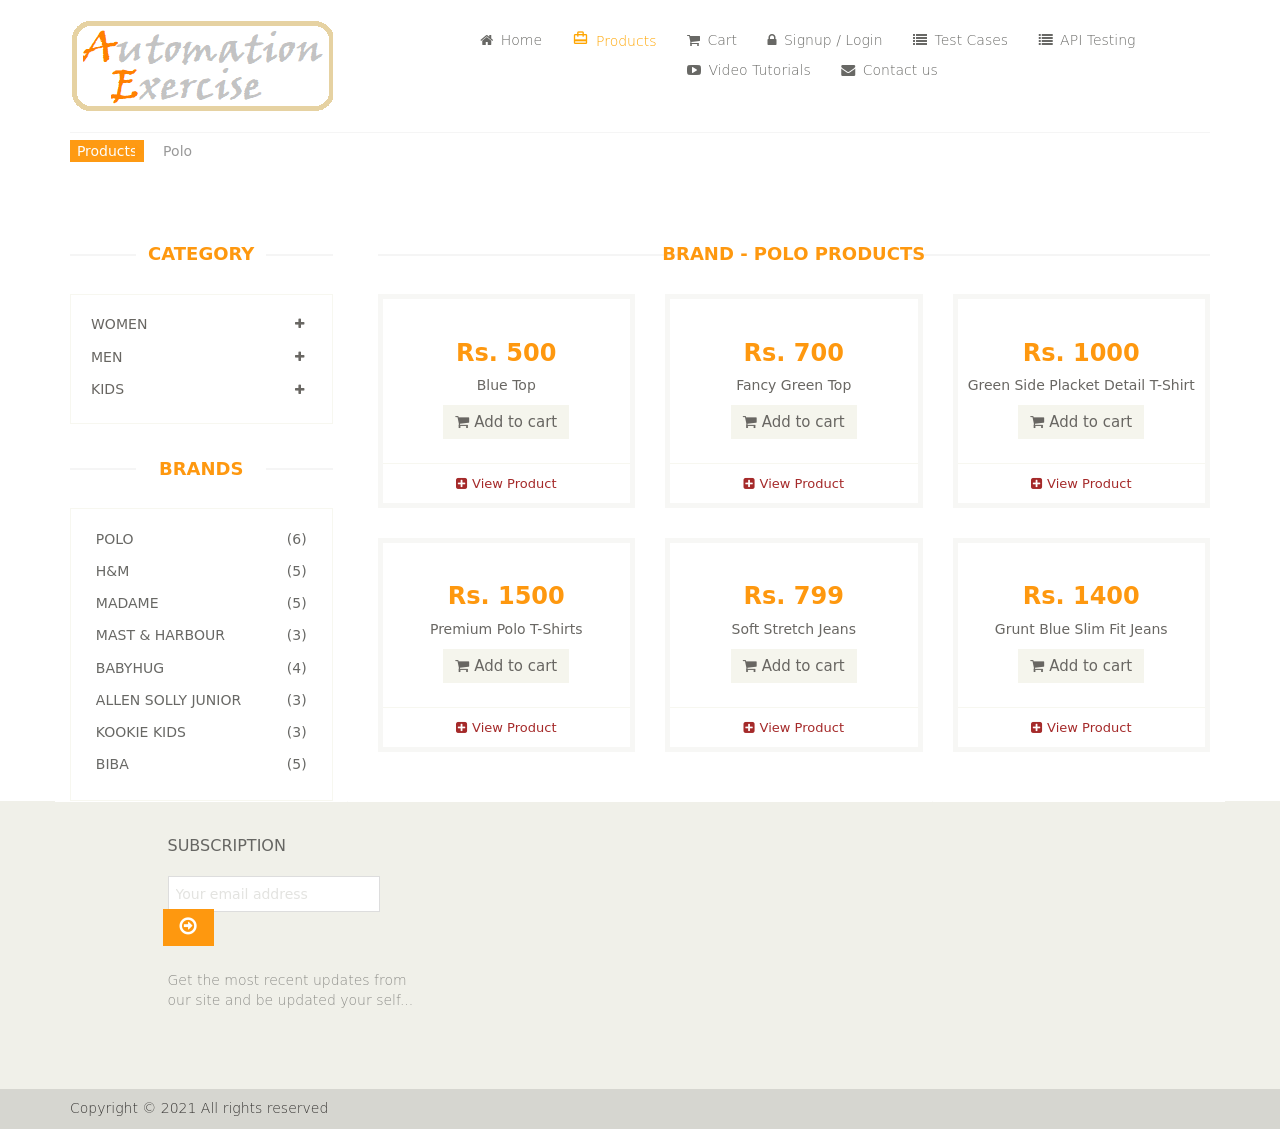 Automation
Exercise
Home Products Cart Signup / Login Test Cases API Testing
Video Tutorials Contact us
Products Polo
CATEGORY
WOMEN
MEN
KIDS
BRANDS
POLO (6)
H&M (5)
MADAME (5)
MAST & HARBOUR (3)
BABYHUG (4)
ALLEN SOLLY JUNIOR (3)
KOOKIE KIDS (3)
BIBA (5)
BRAND - POLO PRODUCTS
Rs. 500
Blue Top
Add to cart
View Product
Rs. 700
Fancy Green Top
Add to cart
View Product
Rs. 1000
Green Side Placket Detail T-Shirt
Add to cart
View Product
Rs. 1500
Premium Polo T-Shirts
Add to cart
View Product
Rs. 799
Soft Stretch Jeans
Add to cart
View Product
Rs. 1400
Grunt Blue Slim Fit Jeans
Add to cart
View Product
SUBSCRIPTION
Your email address
Get the most recent updates from
our site and be updated your self...
Copyright © 2021 All rights reserved